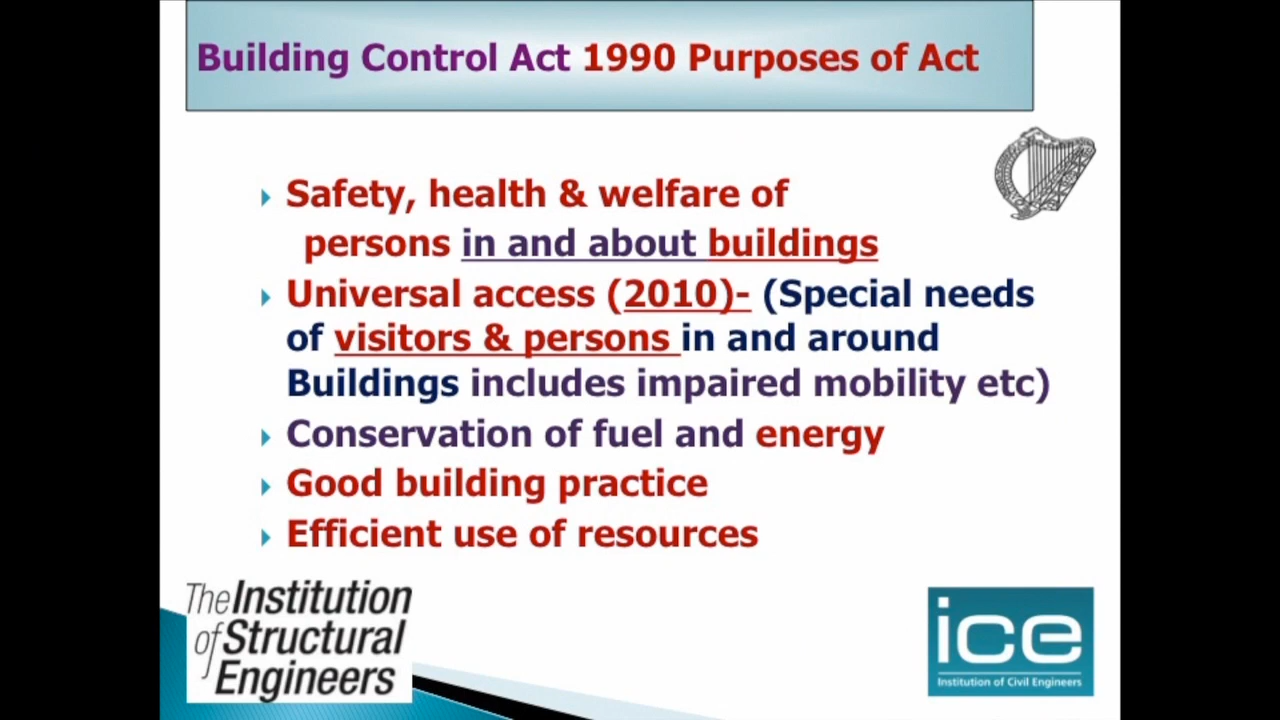 Building Control Act 1990 Purposes of Act
Safety, health & welfare of
persons in and about buildings
Universal access (2010)- (Special needs
of visitors & persons in and around
Buildings includes impaired mobility etc)
Conservation of fuel and energy
Good building practice
Efficient use of resources
The Institution
of Structural
Engineers
ice
Institution of Civil Engineers